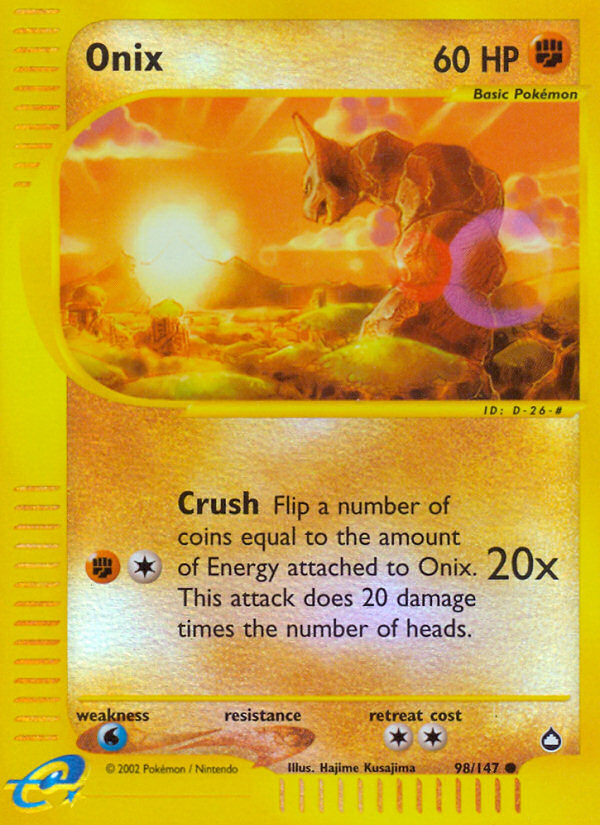 Onix 60 HP
Basic Pokémon
ID: D-26-#
Crush Flip a number of
coins equal to the amount
of Energy attached to Onix. 20x
This attack does 20 damage
times the number of heads.
weakness resistance retreat cost
© 2002 Pokémon / Nintendo Illus. Hajime Kusajima 98/147
e